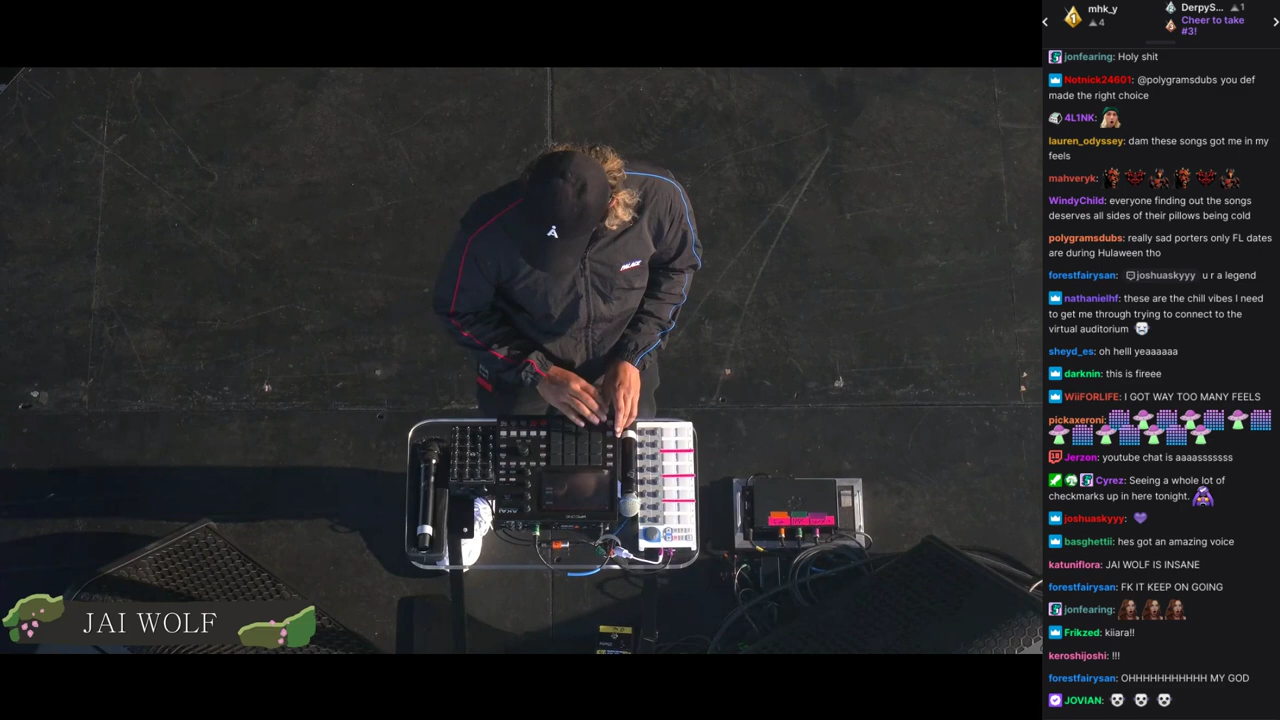 mhk_y
4
DerpyS... 1
Cheer to take
#3!
jonfearing: Holy shit
Notnick24601: @polygramsdubs you def
made the right choice
4L1NK:
lauren_odyssey: dam these songs got me in my
feels
mahveryk:
WindyChild: everyone finding out the songs
deserves all sides of their pillows being cold
polygramsdubs: really sad porters only FL dates
are during Hulaween tho
forestfairysan: joshuaskyyy u r a legend
nathanielhf: these are the chill vibes I need
to get me through trying to connect to the
virtual auditorium
sheyd_es: oh helll yeaaaaaa
darknin: this is fireee
WiiFORLIFE: I GOT WAY TOO MANY FEELS
pickaxeroni:
Jerzon: youtube chat is aaaasssssss
Cyrez: Seeing a whole lot of
checkmarks up in here tonight.
joshuaskyyy:
basghettii: hes got an amazing voice
katuniflora: JAI WOLF IS INSANE
forestfairysan: FK IT KEEP ON GOING
jonfearing:
Frikzed: kiiara!!
keroshijoshi: !!!
forestfairysan: OHHHHHHHHHHH MY GOD
JOVIAN:
PALACE
AKAI
JAI WOLF